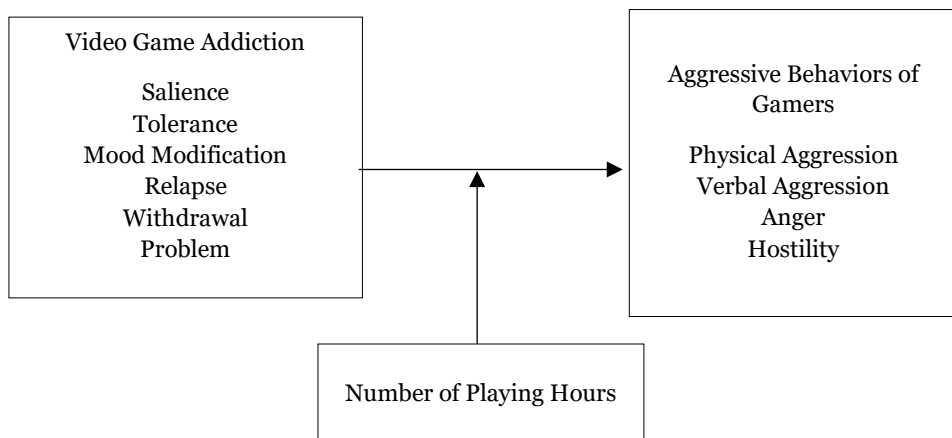 Video Game Addiction
Salience
Tolerance
Mood Modification
Relapse
Withdrawal
Problem
Aggressive Behaviors of
Gamers
Physical Aggression
Verbal Aggression
Anger
Hostility
Number of Playing Hours